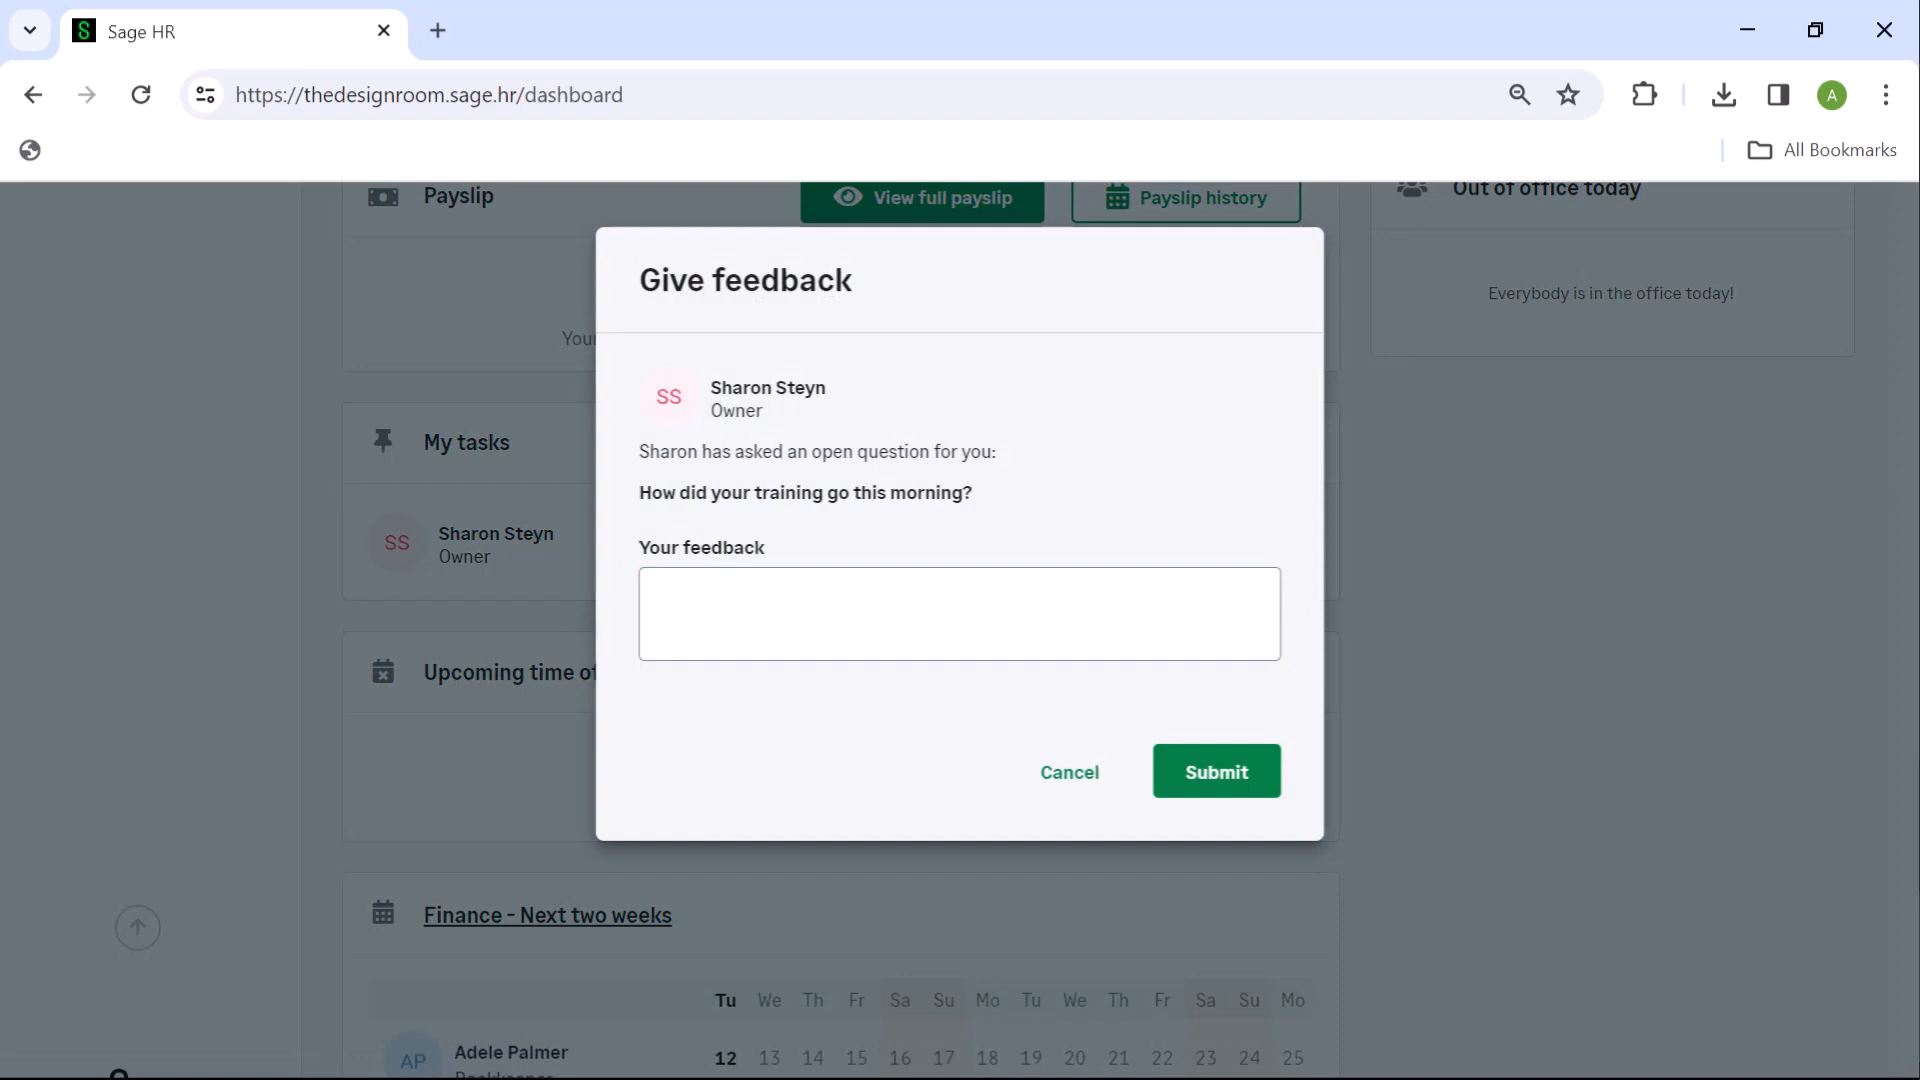 Sage HR
https://thedesignroom.sage.hr/dashboard
A
All Bookmarks
Payslip
View full payslip
Payslip history
Out of office today
Everybody is in the office today!
Your
My tasks
SS
Sharon Steyn
Owner
Upcoming time of
Give feedback
SS
Sharon Steyn
Owner
Sharon has asked an open question for you:
How did your training go this morning?
Your feedback
Cancel
Submit
Finance - Next two weeks
Tu We Th Fr Sa Su Mo Tu We Th Fr Sa Su Mo
AP
Adele Palmer
12 13 14 15 16 17 18 19 20 21 22 23 24 25